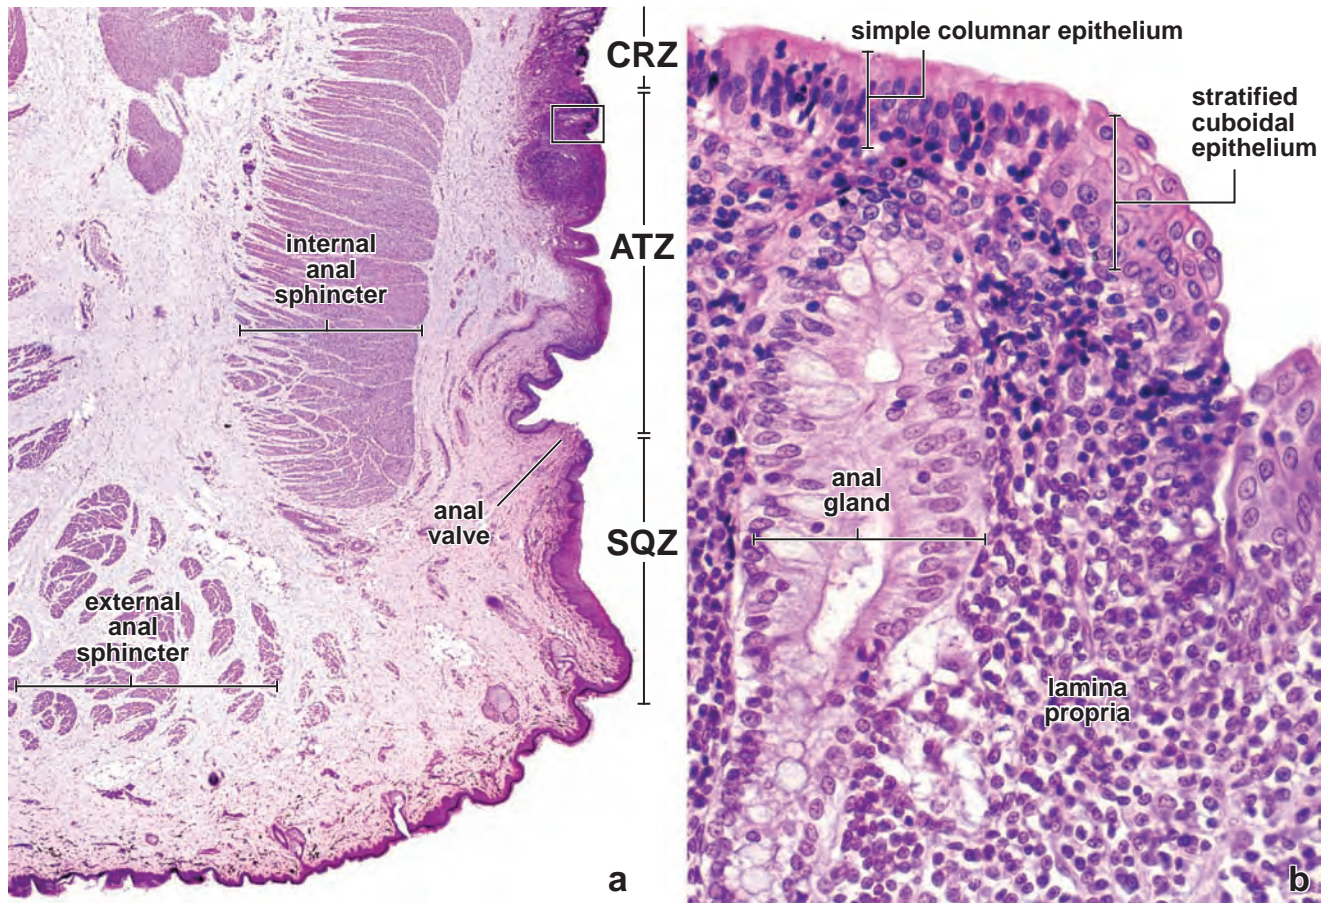 CRZ
ATZ
SQZ
internal
anal
sphincter
anal
valve
external
anal
sphincter
a
simple columnar epithelium
stratified
cuboidal
epithelium
anal
gland
lamina
propria
b